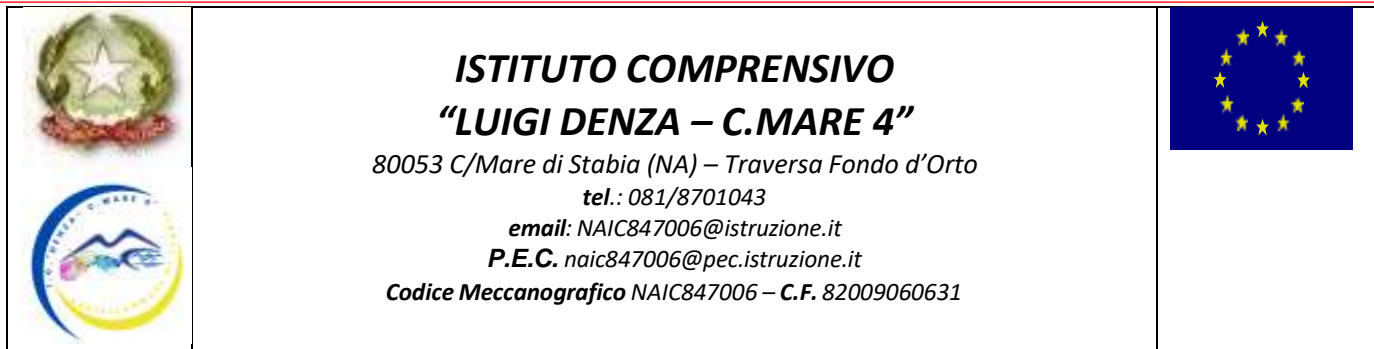 ISTITUTO COMPRENSIVO
“LUIGI DENZA – C.MARE 4”
80053 C/Mare di Stabia (NA) – Traversa Fondo d’Orto
tel.: 081/8701043
email: NAIC847006@istruzione.it
P.E.C. naic847006@pec.istruzione.it
Codice Meccanografico NAIC847006 – C.F. 82009060631